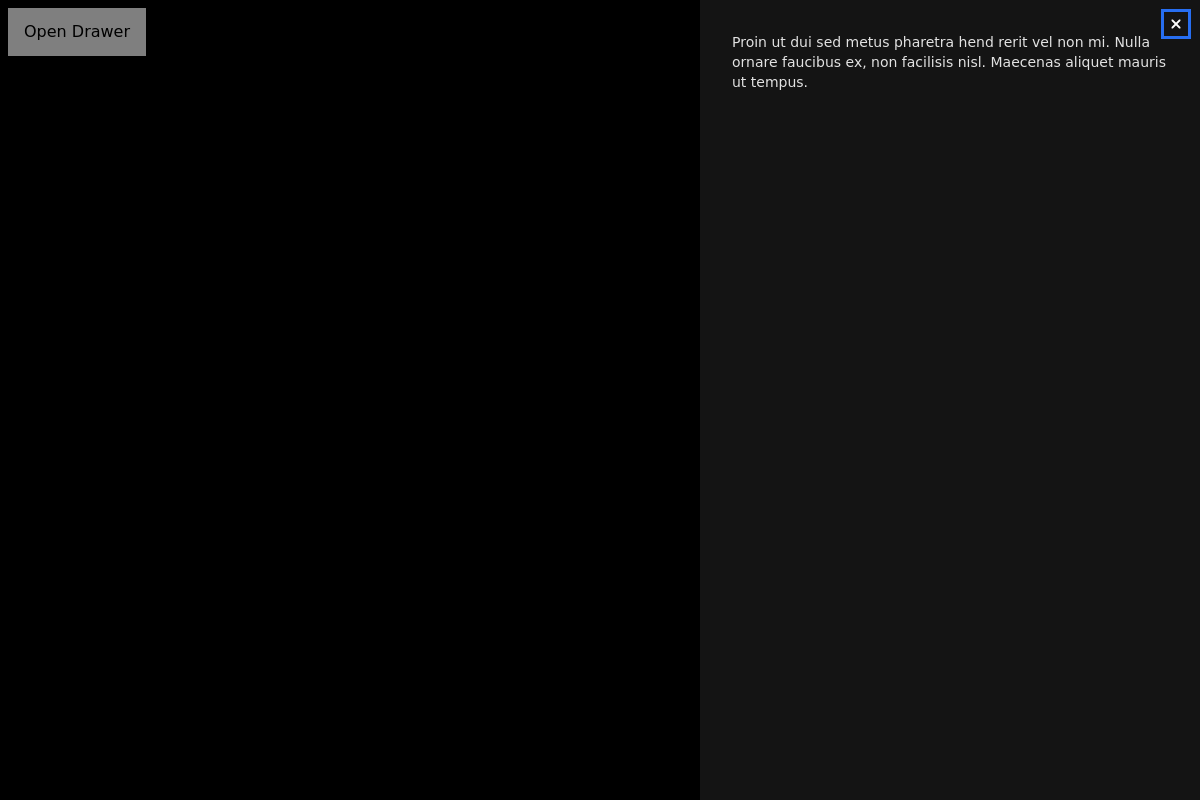 Open Drawer
Proin ut dui sed metus pharetra hend rerit vel non mi. Nulla
ornare faucibus ex, non facilisis nisl. Maecenas aliquet mauris
ut tempus.